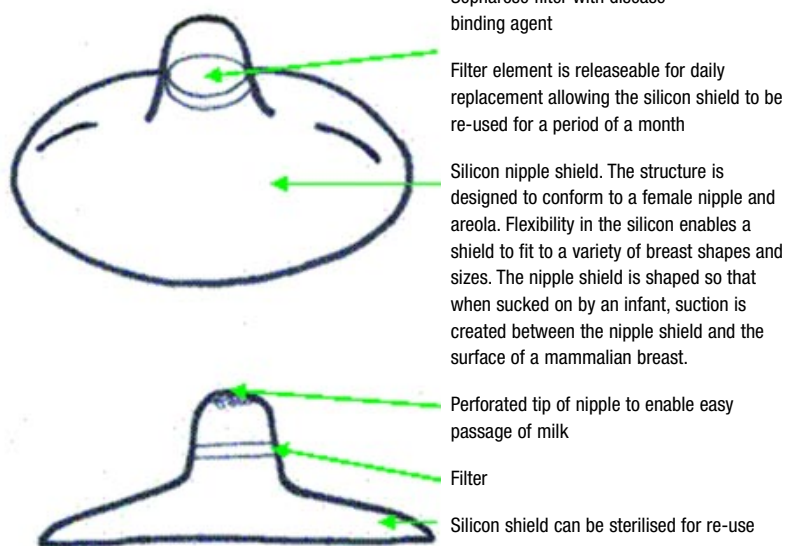 Sepharose filter with disease
binding agent
Filter element is releaseable for daily
replacement allowing the silicon shield to be
re-used for a period of a month
Silicon nipple shield. The structure is
designed to conform to a female nipple and
areola. Flexibility in the silicon enables a
shield to fit to a variety of breast shapes and
sizes. The nipple shield is shaped so that
when sucked on by an infant, suction is
created between the nipple shield and the
surface of a mammalian breast.
Perforated tip of nipple to enable easy
passage of milk
Filter
Silicon shield can be sterilised for re-use